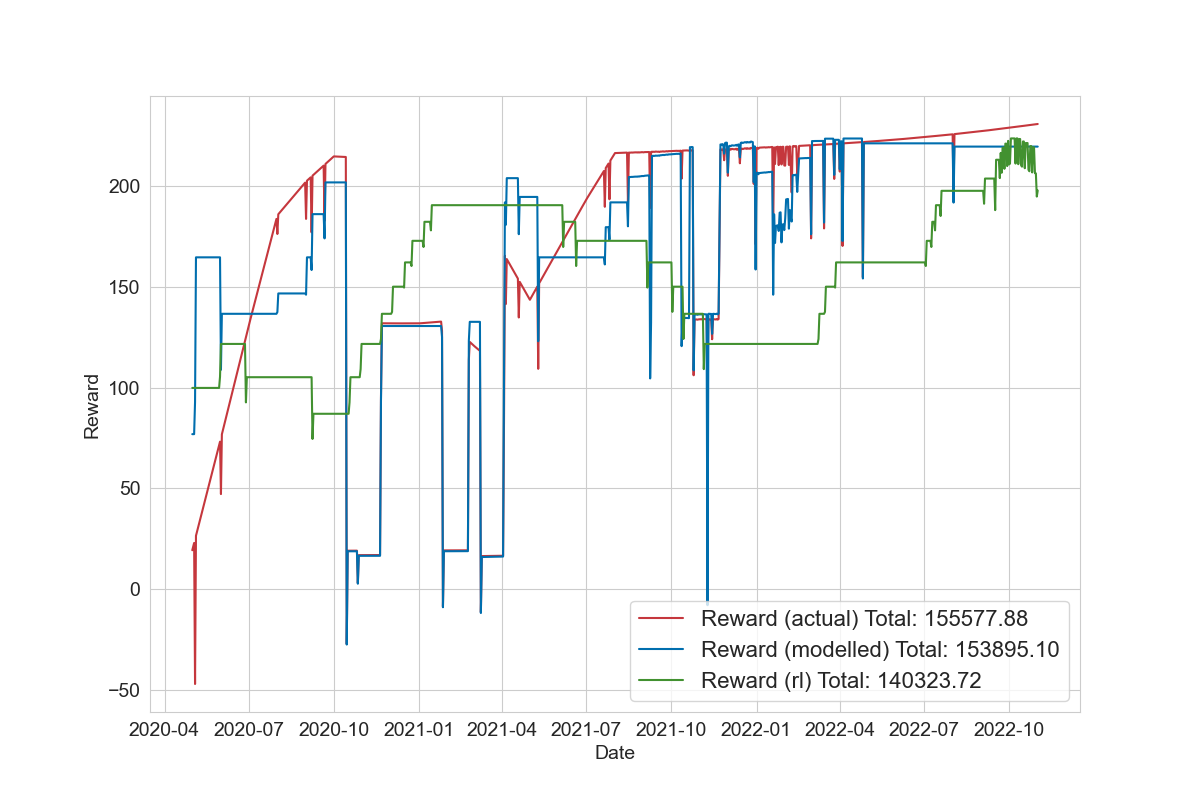 200
150
100
50
0
−50
Reward
2020-04 2020-07 2020-10 2021-01 2021-04 2021-07 2021-10 2022-01 2022-04 2022-07 2022-10
Date
Reward (actual) Total: 155577.88
Reward (modelled) Total: 153895.10
Reward (rl) Total: 140323.72